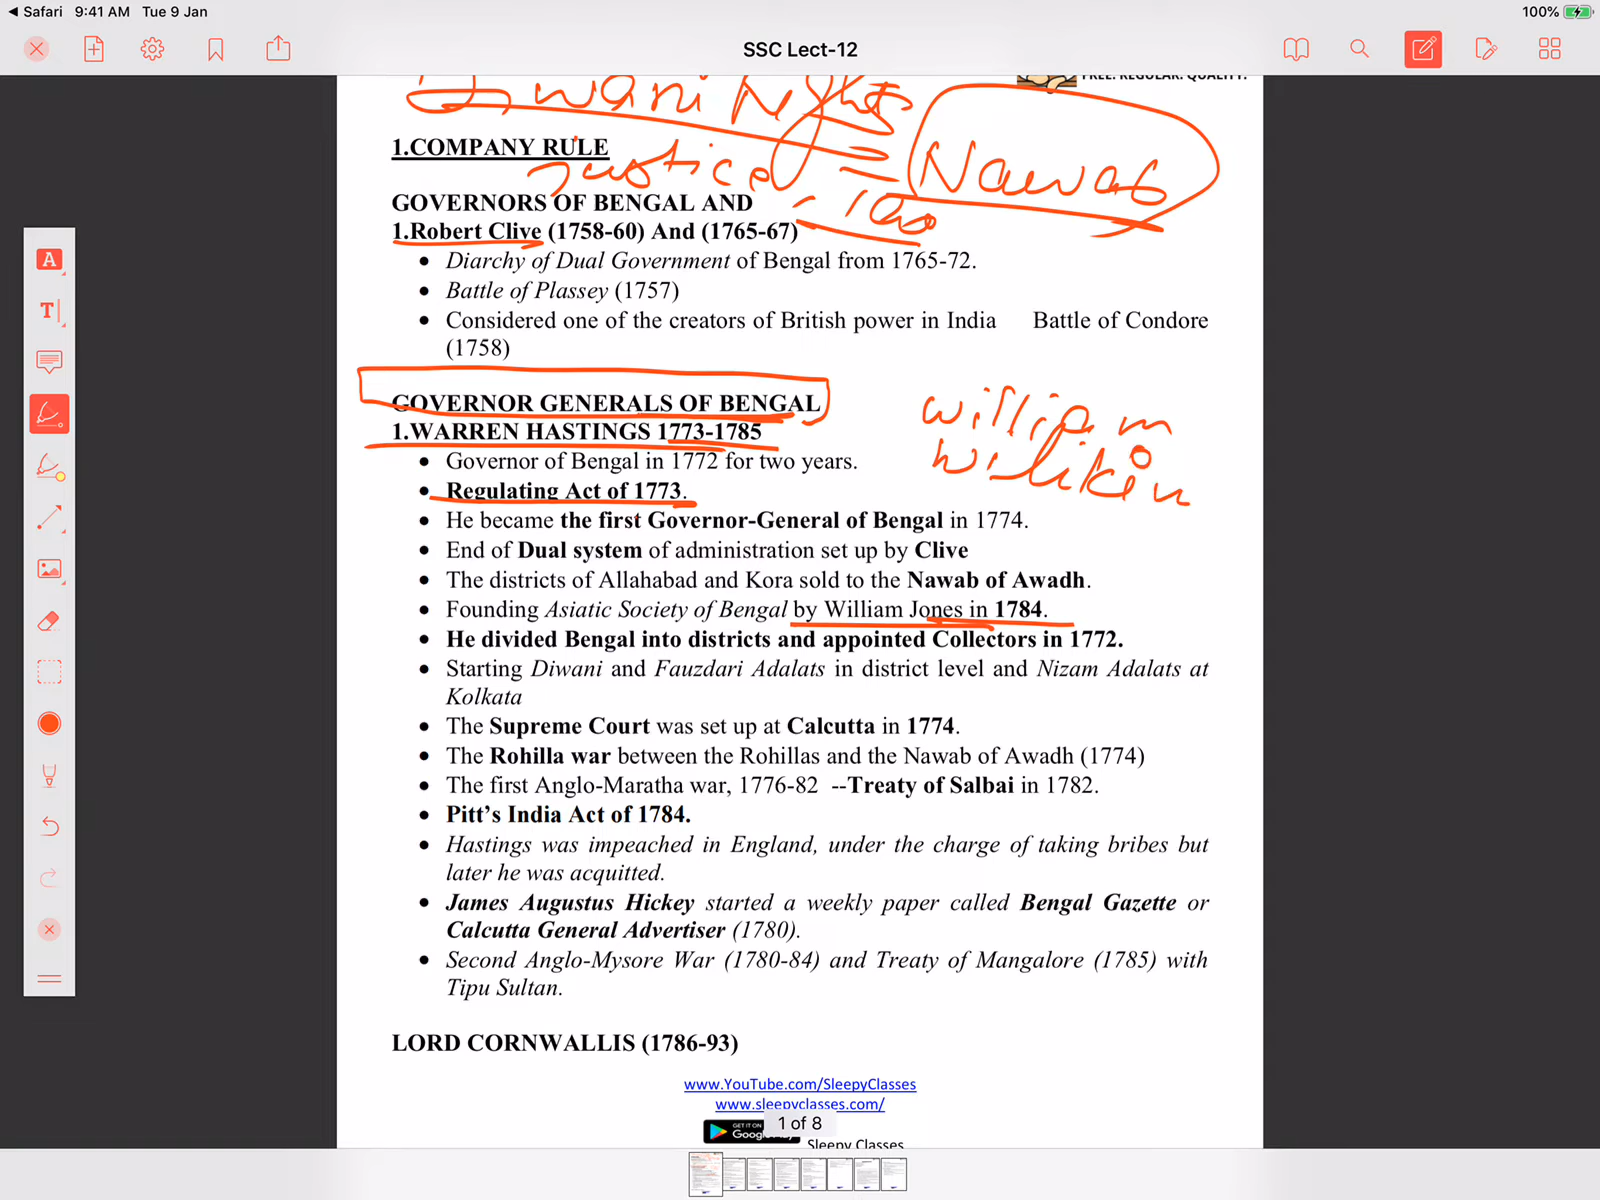 ◀ Safari 9:41 AM Tue 9 Jan 100%
SSC Lect-12
FREE. REGULAR. QUALITY.
Diwani Rights
1.COMPANY RULE
Justice = Nawab
GOVERNORS OF BENGAL AND
1.Robert Clive (1758-60) And (1765-67)
• Diarchy of Dual Government of Bengal from 1765-72.
• Battle of Plassey (1757)
• Considered one of the creators of British power in India Battle of Condore
(1758)
GOVERNOR GENERALS OF BENGAL
William
1.WARREN HASTINGS 1773-1785
• Governor of Bengal in 1772 for two years.
• Regulating Act of 1773.
• He became the first Governor-General of Bengal in 1774.
• End of Dual system of administration set up by Clive
• The districts of Allahabad and Kora sold to the Nawab of Awadh.
• Founding Asiatic Society of Bengal by William Jones in 1784.
• He divided Bengal into districts and appointed Collectors in 1772.
• Starting Diwani and Fauzdari Adalats in district level and Nizam Adalats at
Kolkata
• The Supreme Court was set up at Calcutta in 1774.
• The Rohilla war between the Rohillas and the Nawab of Awadh (1774)
• The first Anglo-Maratha war, 1776-82 --Treaty of Salbai in 1782.
• Pitt’s India Act of 1784.
• Hastings was impeached in England, under the charge of taking bribes but
later he was acquitted.
• James Augustus Hickey started a weekly paper called Bengal Gazette or
Calcutta General Advertiser (1780).
• Second Anglo-Mysore War (1780-84) and Treaty of Mangalore (1785) with
Tipu Sultan.
LORD CORNWALLIS (1786-93)
www.YouTube.com/SleepyClasses
www.sleepyclasses.com/
1 of 8
GET IT ON
Sleepy Classes